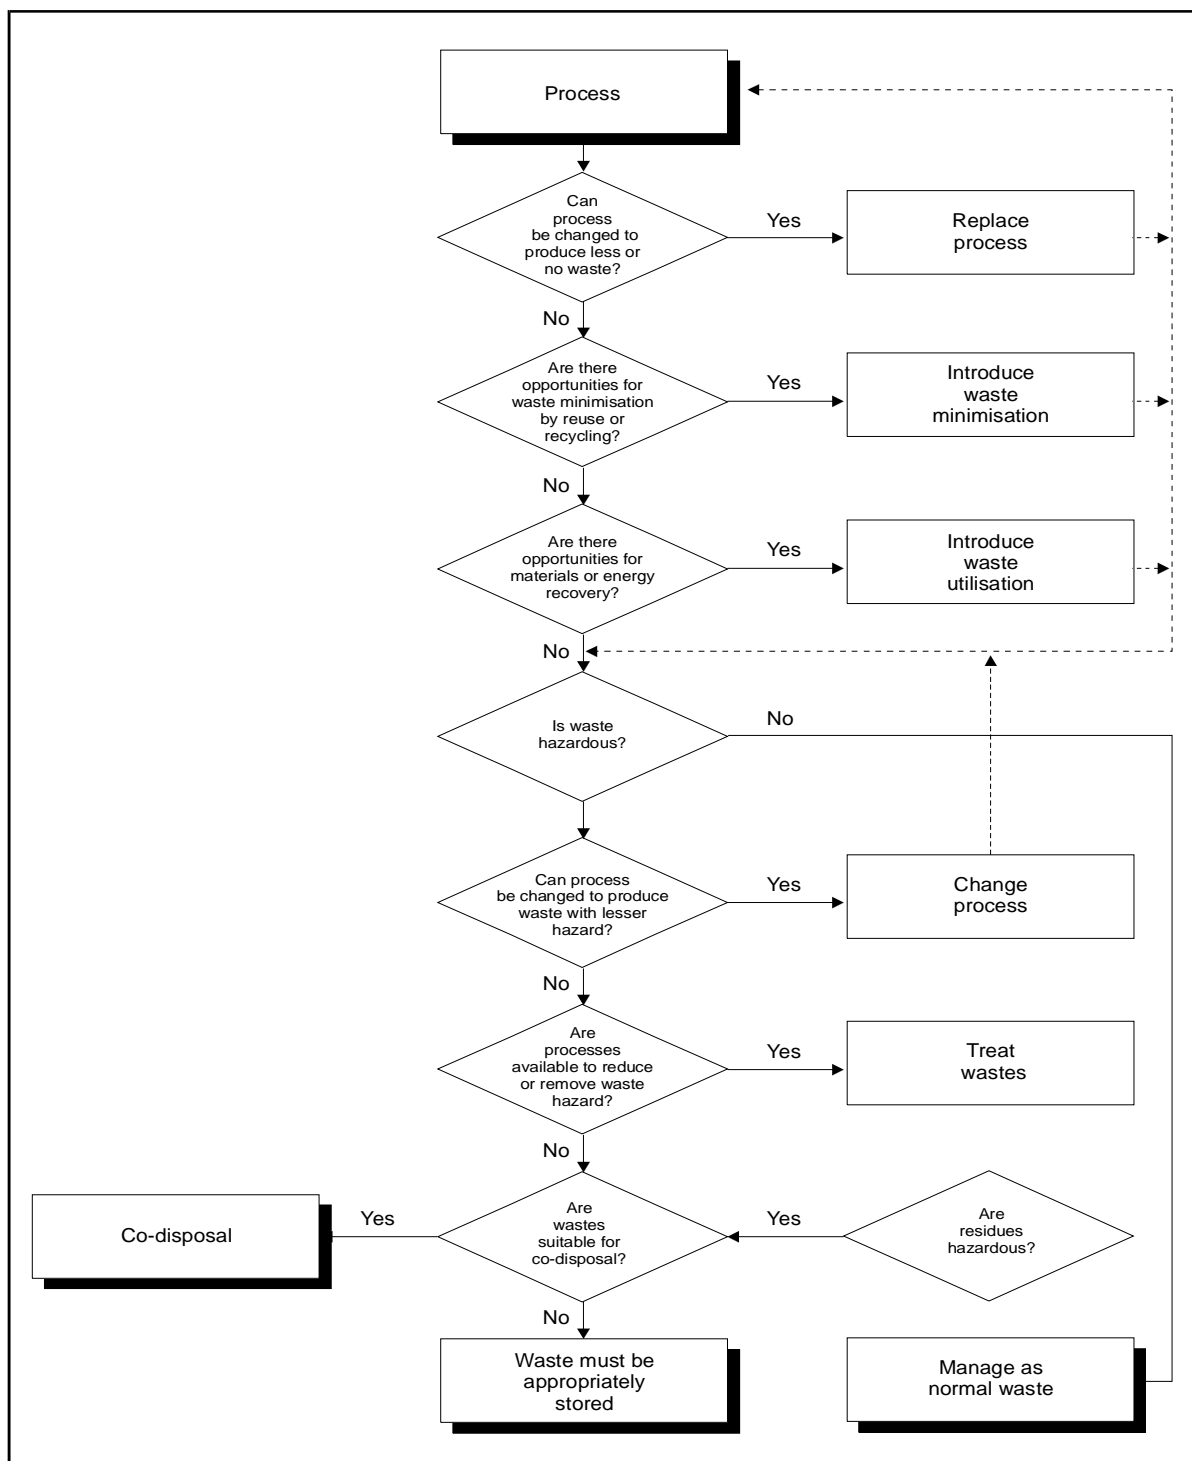 Process
Can
process
be changed to
produce less or
no waste?
Yes
Replace
process
No
Are there
opportunities for
waste minimisation
by reuse or
recycling?
Yes
Introduce
waste
minimisation
No
Are there
opportunities for
materials or energy
recovery?
Yes
Introduce
waste
utilisation
No
Is waste
hazardous?
No
Can process
be changed to produce
waste with lesser
hazard?
Yes
Change
process
No
Are
processes
available to reduce
or remove waste
hazard?
Yes
Treat
wastes
No
Co-disposal
Yes
Are
wastes
suitable for
co-disposal?
Yes
Are
residues
hazardous?
No
Waste must be
appropriately
stored
Manage as
normal waste